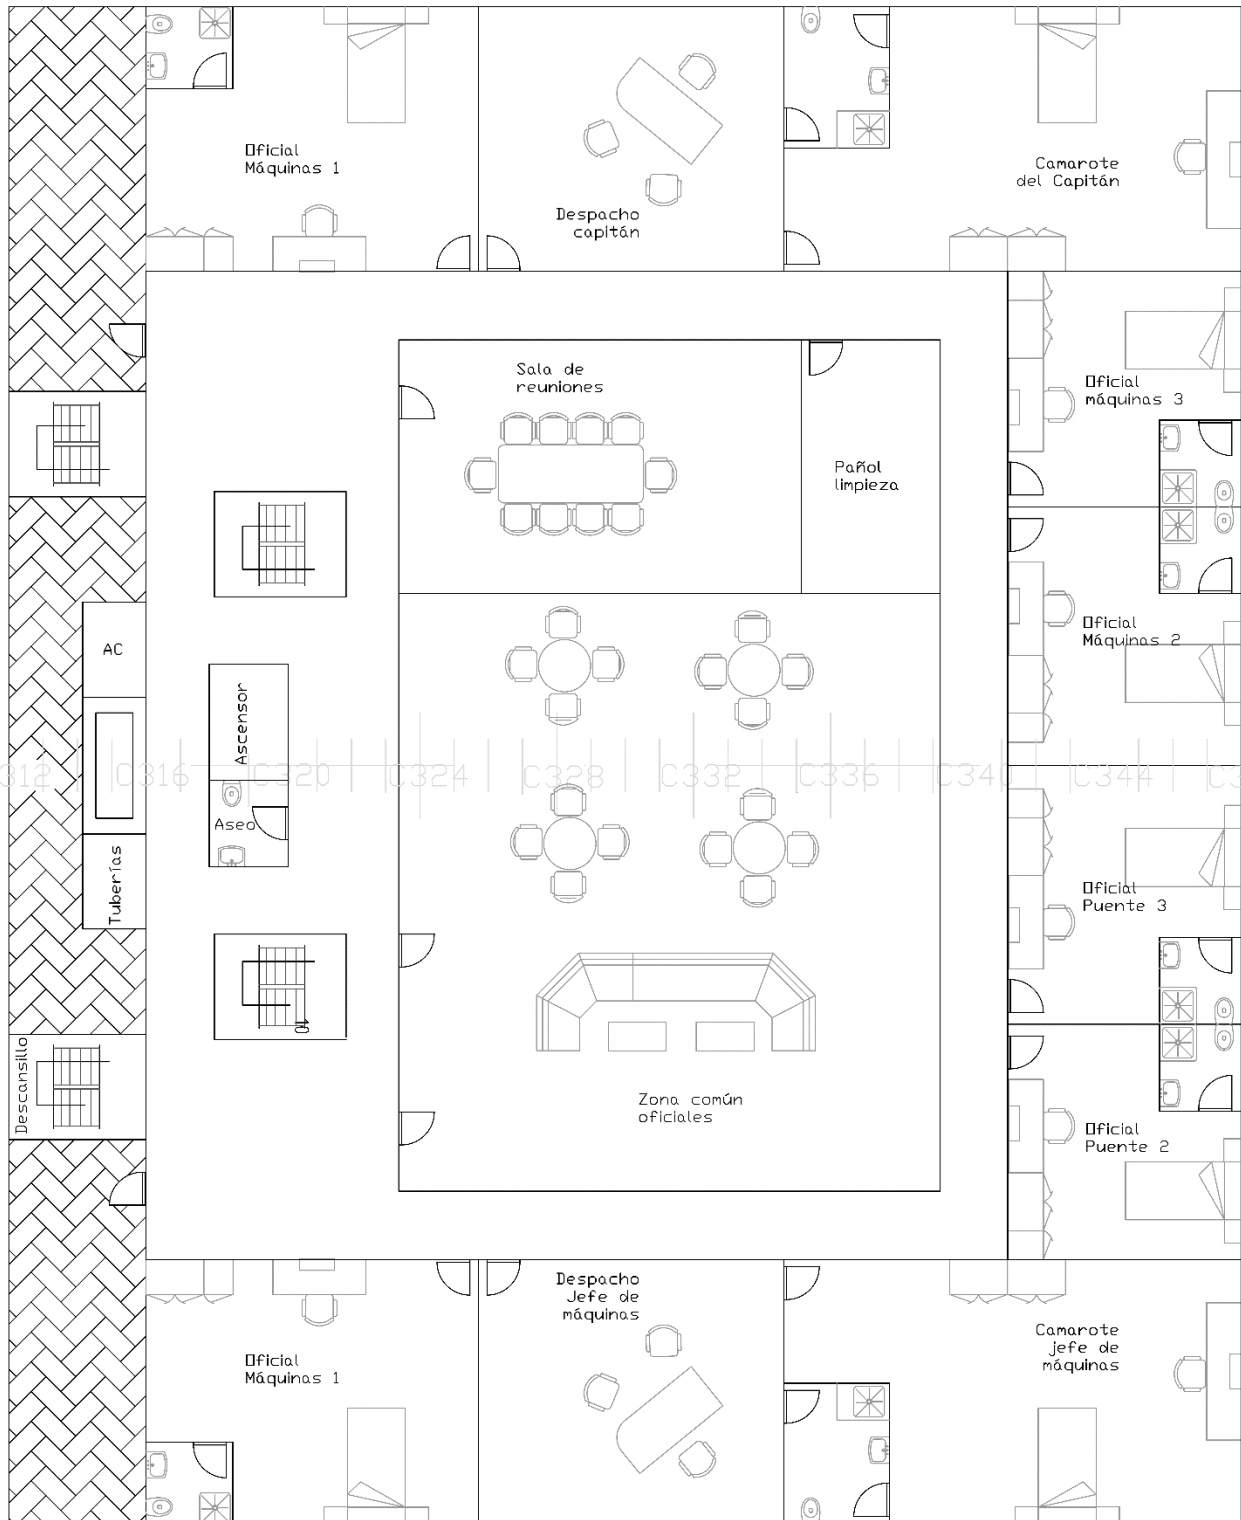 Oficial
Máquinas 1
Despacho
capitán
Camarote
del Capitán
Sala de
reuniones
Pañol
limpieza
Oficial
máquinas 3
Oficial
Máquinas 2
AC
Ascensor
312 C316 C320 C324 C328 C332 C336 C340 C344 C3
Aseo
Tuberías
Oficial
Puente 3
Descansillo
Zona común
oficiales
Oficial
Puente 2
Despacho
Jefe de
máquinas
Camarote
jefe de
máquinas
Oficial
Máquinas 1